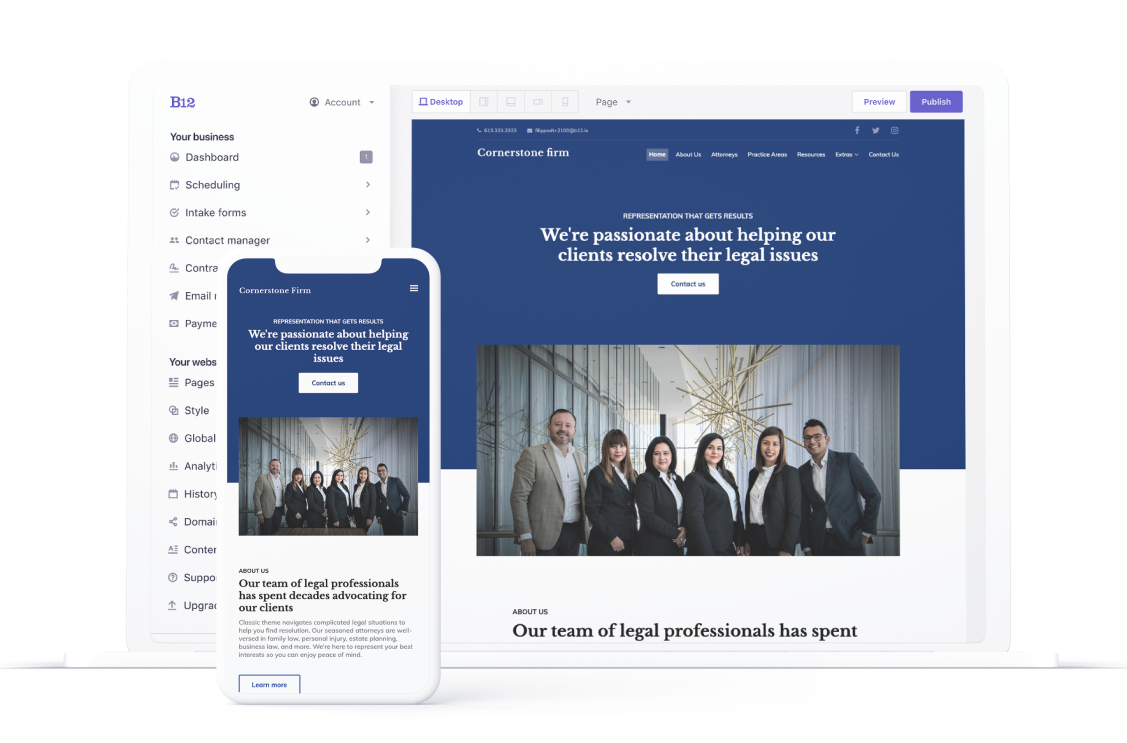 B12
Account
Your business
Dashboard
1
Scheduling
Intake forms
Contact manager
Contra
Email
Payme
Your webs
Pages
Style
Global
Analyti
History
Domai
Conten
Suppo
Upgrad
Desktop
Page
Preview
Publish
613.333.3333
Cornerstone firm
Home About Us Attorneys Practice Areas Resources Extras Contact Us
REPRESENTATION THAT GETS RESULTS
We're passionate about helping our
clients resolve their legal issues
Contact us
ABOUT US
Our team of legal professionals has spent
Cornerstone Firm
REPRESENTATION THAT GETS RESULTS
We're passionate about helping
our clients resolve their legal
issues
Contact us
ABOUT US
Our team of legal professionals
has spent decades advocating for
our clients
Classic theme navigates complicated legal situations to
help you find resolution. Our seasoned attorneys are well-
versed in family law, personal injury, estate planning,
business law, and more. We're here to represent your best
interests so you can enjoy peace of mind.
Learn more